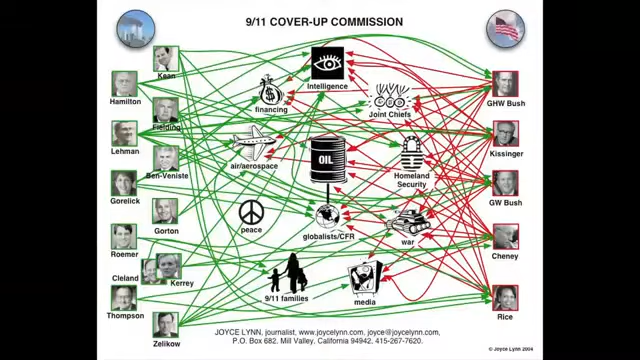 9/11 COVER-UP COMMISSION
Kean
Intelligence
Hamilton
financing
Joint Chiefs
CEO
GHW Bush
Fielding
Lehman
air/aerospace
OIL
Homeland
Security
Kissinger
Ben-Veniste
Gorelick
GW Bush
Gorton
peace
globalists/CFR
war
Roemer
Cheney
Cleland
Kerrey
9/11 families
media
Thompson
Rice
Zelikow
JOYCE LYNN, journalist, www.joycelynn.com, joyce@joycelynn.com,
P.O. Box 682, Mill Valley, California 94942, 415-267-7620.
© Joyce Lynn 2004